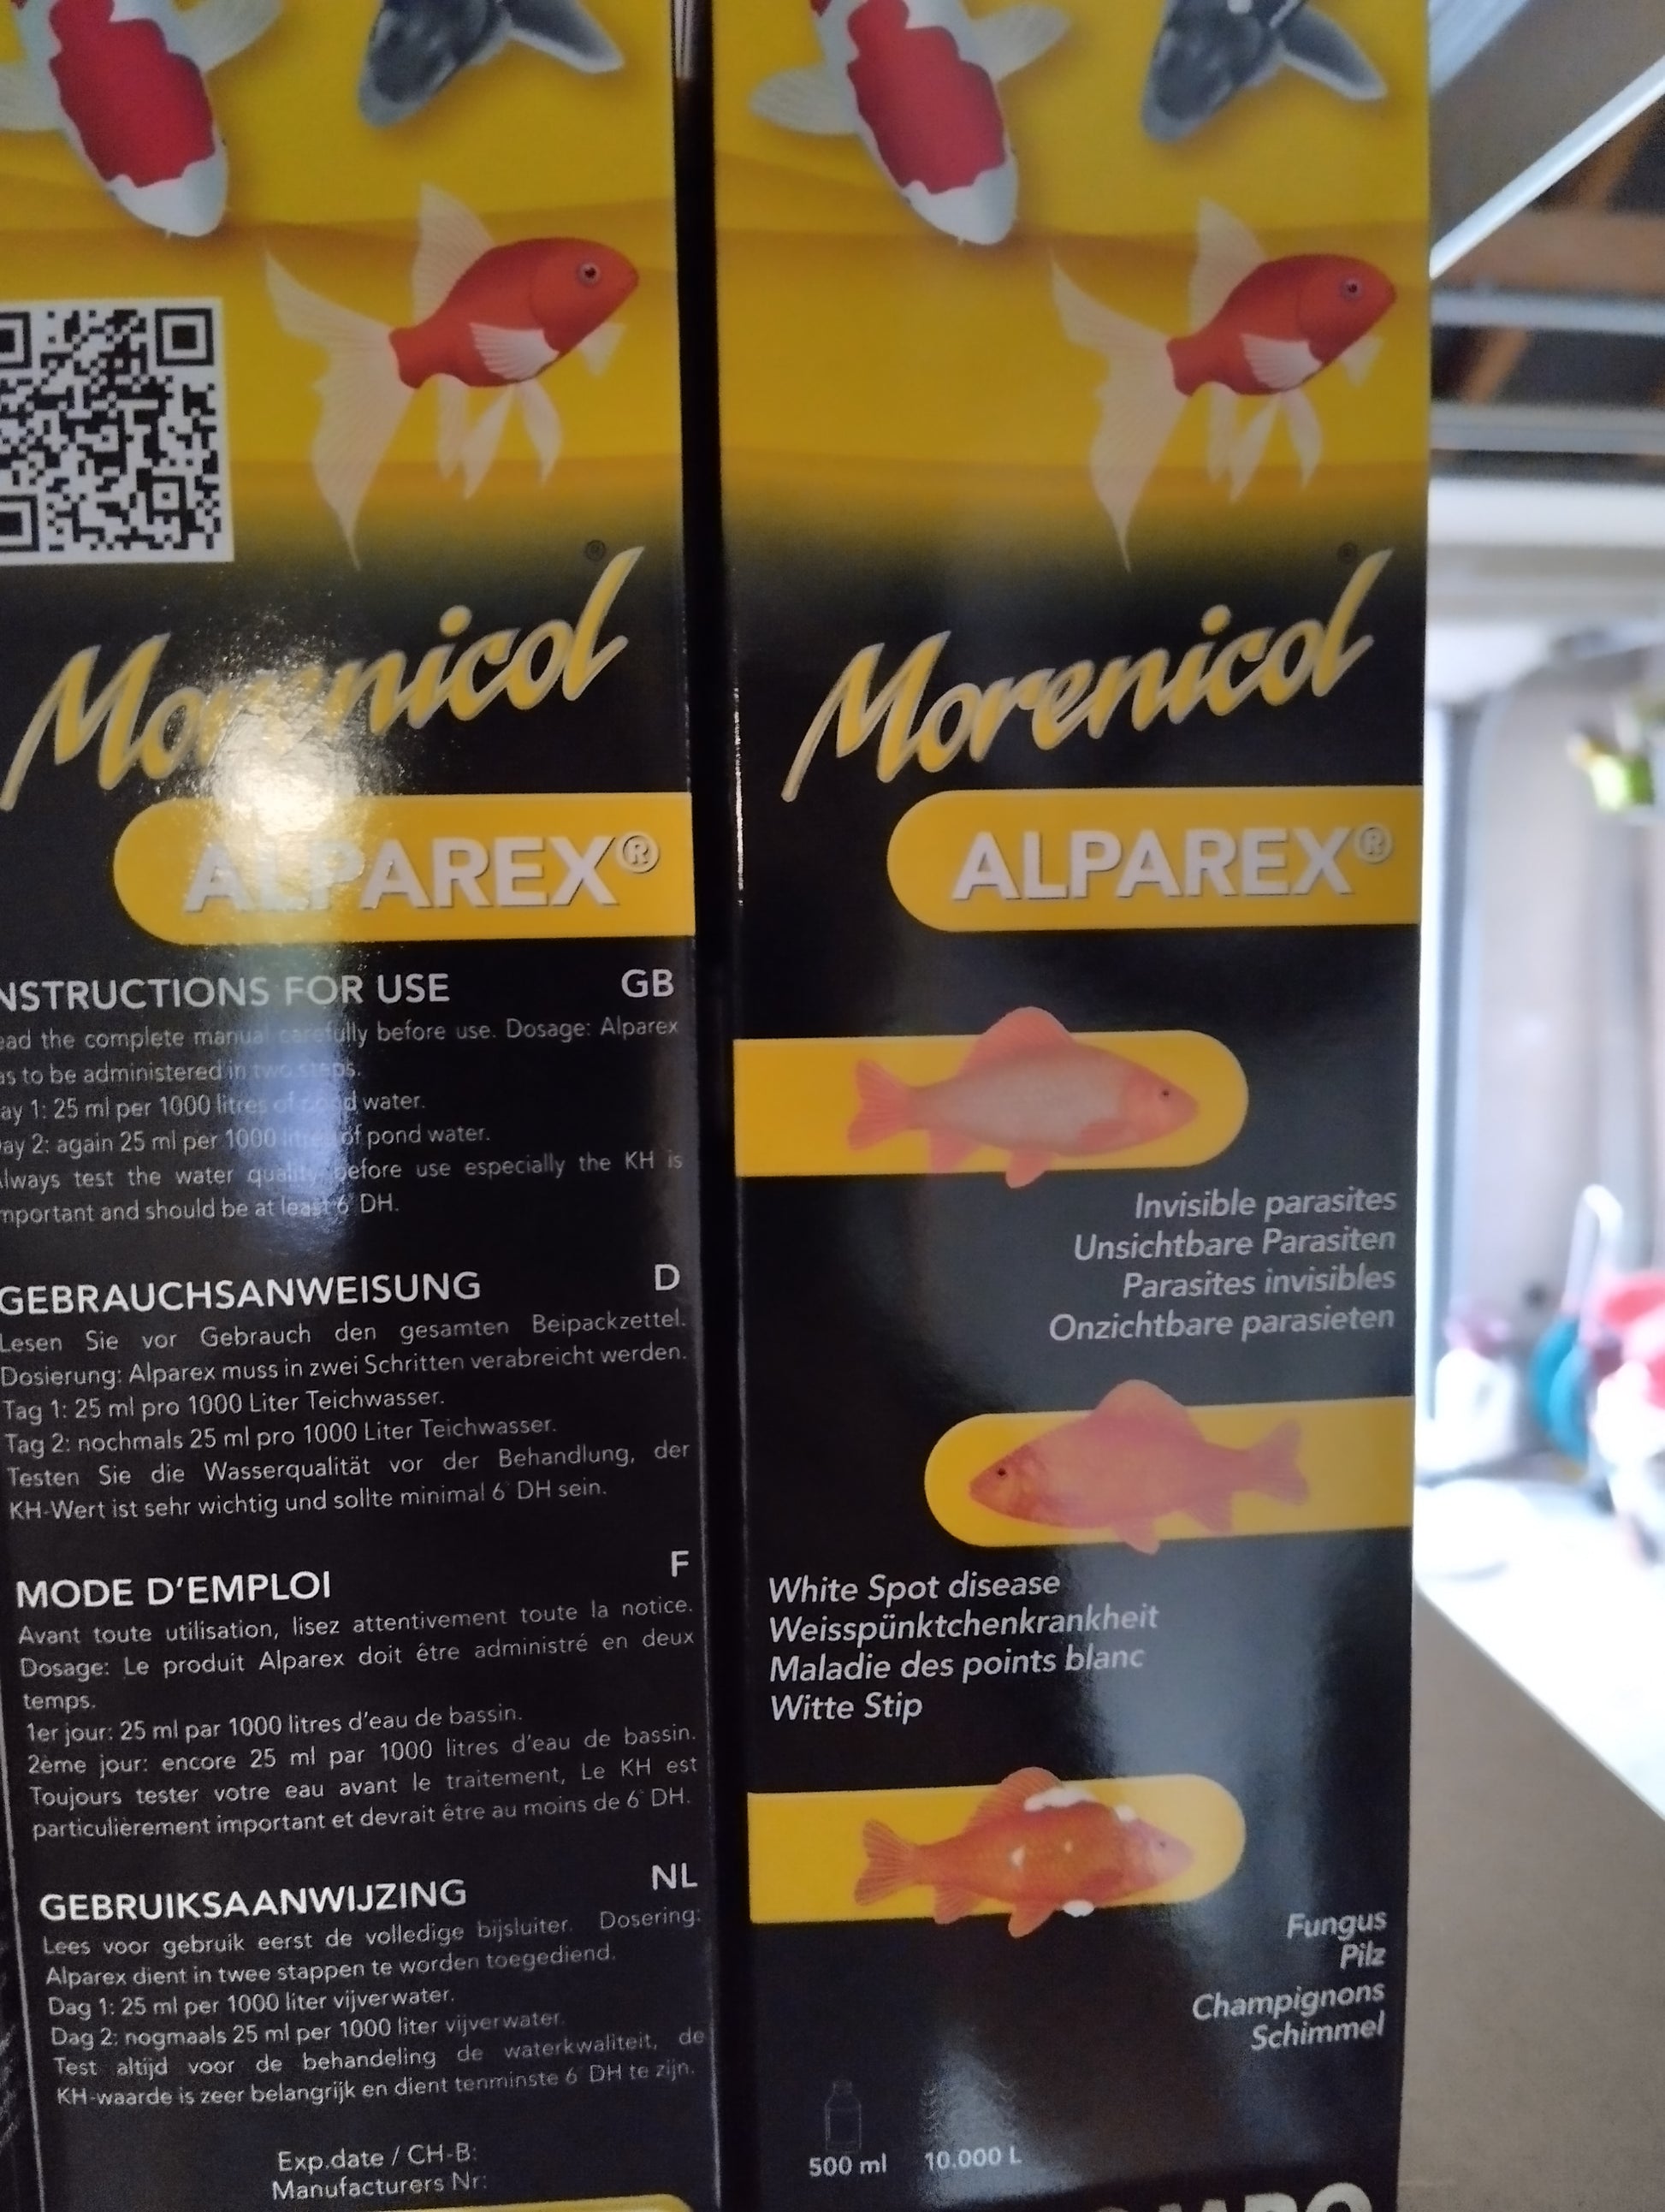 Morenicol®
ALPAREX®
NSTRUCTIONS FOR USE GB
ead the complete manual carefully before use. Dosage: Alparex
as to be administered in two steps.
ay 1: 25 ml per 1000 litres of pond water.
ay 2: again 25 ml per 1000 litres of pond water.
lways test the water quality before use especially the KH is
mportant and should be at least 6° DH.
GEBRAUCHSANWEISUNG D
Lesen Sie vor Gebrauch den gesamten Beipackzettel.
Dosierung: Alparex muss in zwei Schritten verabreicht werden.
Tag 1: 25 ml pro 1000 Liter Teichwasser.
Tag 2: nochmals 25 ml pro 1000 Liter Teichwasser.
Testen Sie die Wasserqualität vor der Behandlung, der
KH-Wert ist sehr wichtig und sollte minimal 6° DH sein.
MODE D'EMPLOI F
Avant toute utilisation, lisez attentivement toute la notice.
Dosage: Le produit Alparex doit être administré en deux
temps.
1er jour: 25 ml par 1000 litres d'eau de bassin.
2ème jour: encore 25 ml par 1000 litres d'eau de bassin.
Toujours tester votre eau avant le traitement, Le KH est
particulièrement important et devrait être au moins de 6° DH.
GEBRUIKSAANWIJZING NL
Lees voor gebruik eerst de volledige bijsluiter. Dosering:
Alparex dient in twee stappen te worden toegediend.
Dag 1: 25 ml per 1000 liter vijverwater.
Dag 2: nogmaals 25 ml per 1000 liter vijverwater.
Test altijd voor de behandeling de waterkwaliteit, de
KH-waarde is zeer belangrijk en dient tenminste 6° DH te zijn.
Exp.date / CH-B:
Manufacturers Nr:
Morenicol®
ALPAREX®
Invisible parasites
Unsichtbare Parasiten
Parasites invisibles
Onzichtbare parasieten
White Spot disease
Weisspünktchenkrankheit
Maladie des points blanc
Witte Stip
Fungus
Pilz
Champignons
Schimmel
500 ml 10.000 L